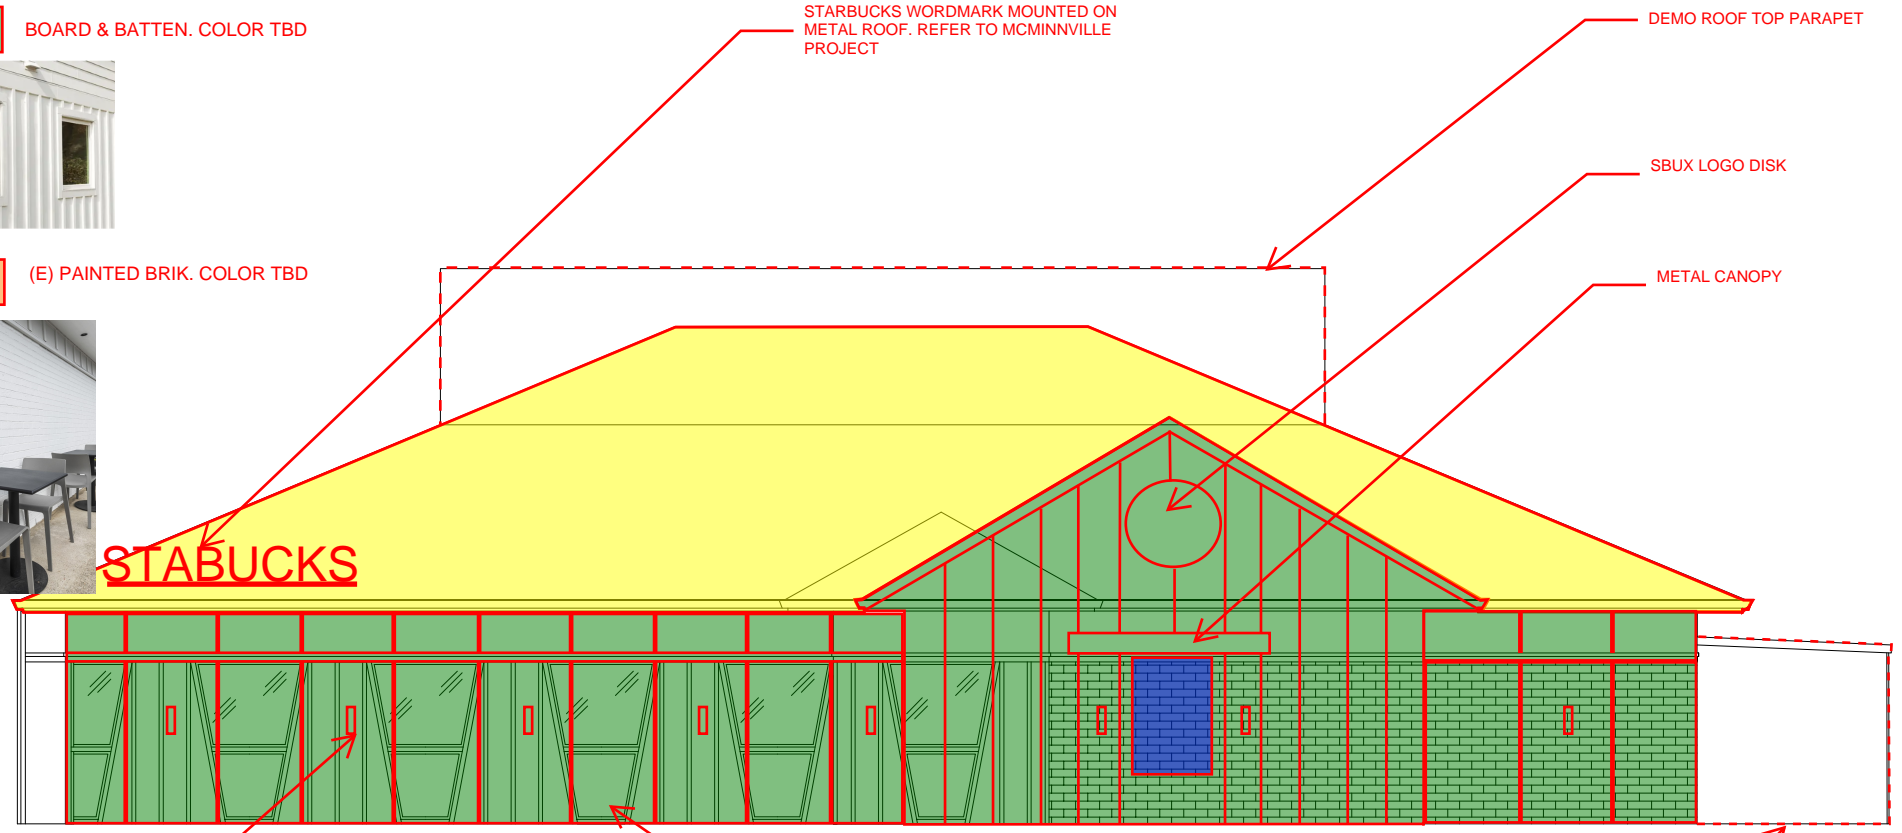 BOARD & BATTEN. COLOR TBD
STARBUCKS WORDMARK MOUNTED ON
METAL ROOF. REFER TO MCMINNVILLE
PROJECT
DEMO ROOF TOP PARAPET
SBUX LOGO DISK
(E) PAINTED BRIK. COLOR TBD
METAL CANOPY
STABUCKS